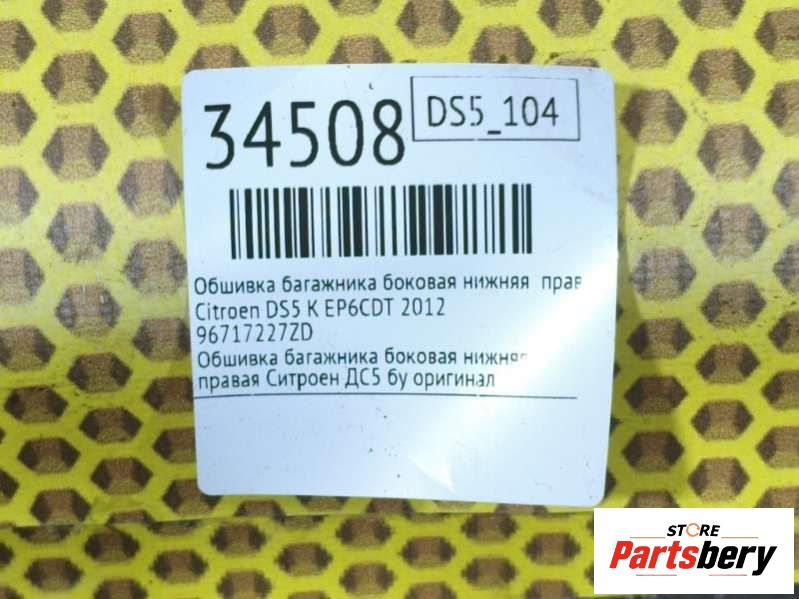 34508
DS5_104
Обшивка багажника боковая нижняя прав
Citroen DS5 K EP6CDT 2012
96717227ZD
Обшивка багажника боковая нижняя
правая Ситроен ДС5 бу оригинал
STORE
Partsbery